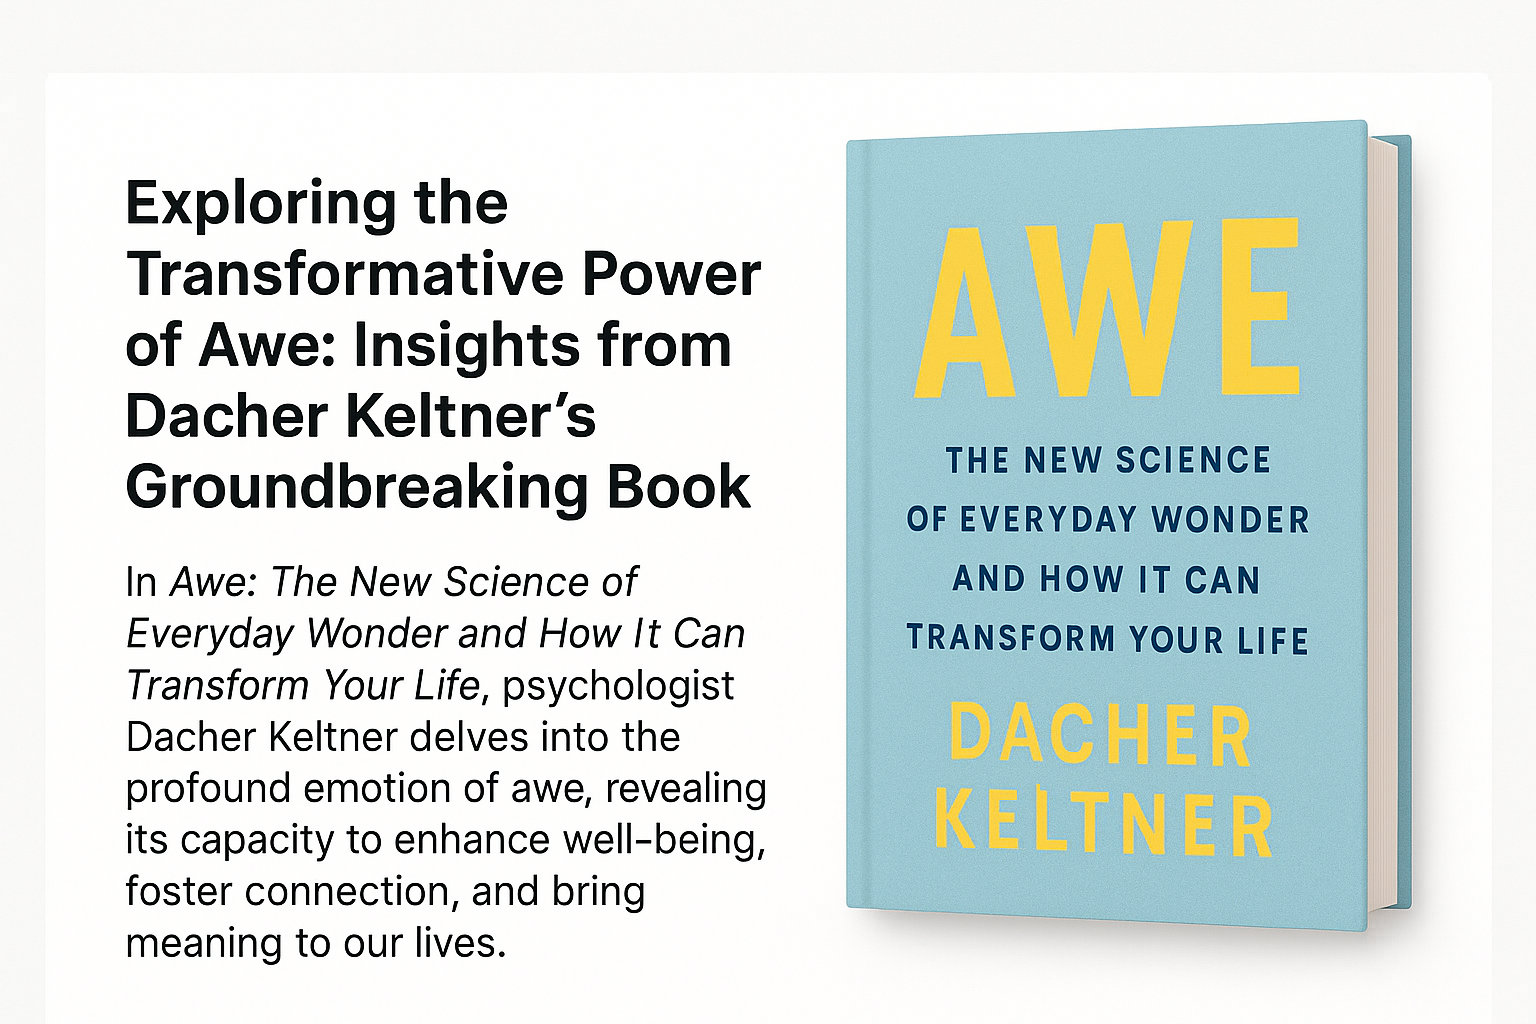 Exploring the
Transformative Power
of Awe: Insights from
Dacher Keltner’s
Groundbreaking Book
In Awe: The New Science of
Everyday Wonder and How It Can
Transform Your Life, psychologist
Dacher Keltner delves into the
profound emotion of awe, revealing
its capacity to enhance well-being,
foster connection, and bring
meaning to our lives.
AWE
THE NEW SCIENCE
OF EVERYDAY WONDER
AND HOW IT CAN
TRANSFORM YOUR LIFE
DACHER
KELTNER